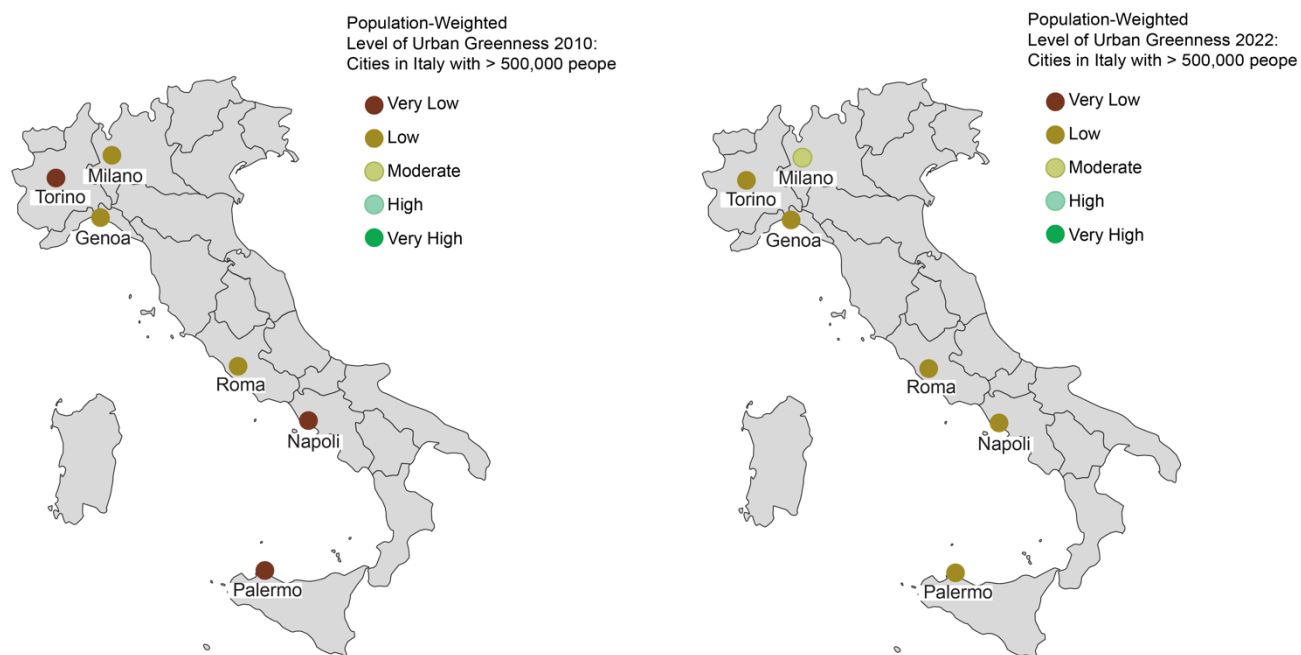 Population-Weighted
Level of Urban Greenness 2010:
Cities in Italy with > 500,000 peope
Very Low
Low
Moderate
High
Very High
Milano
Torino
Genoa
Roma
Napoli
Palermo
Population-Weighted
Level of Urban Greenness 2022:
Cities in Italy with > 500,000 peope
Very Low
Low
Moderate
High
Very High
Milano
Torino
Genoa
Roma
Napoli
Palermo